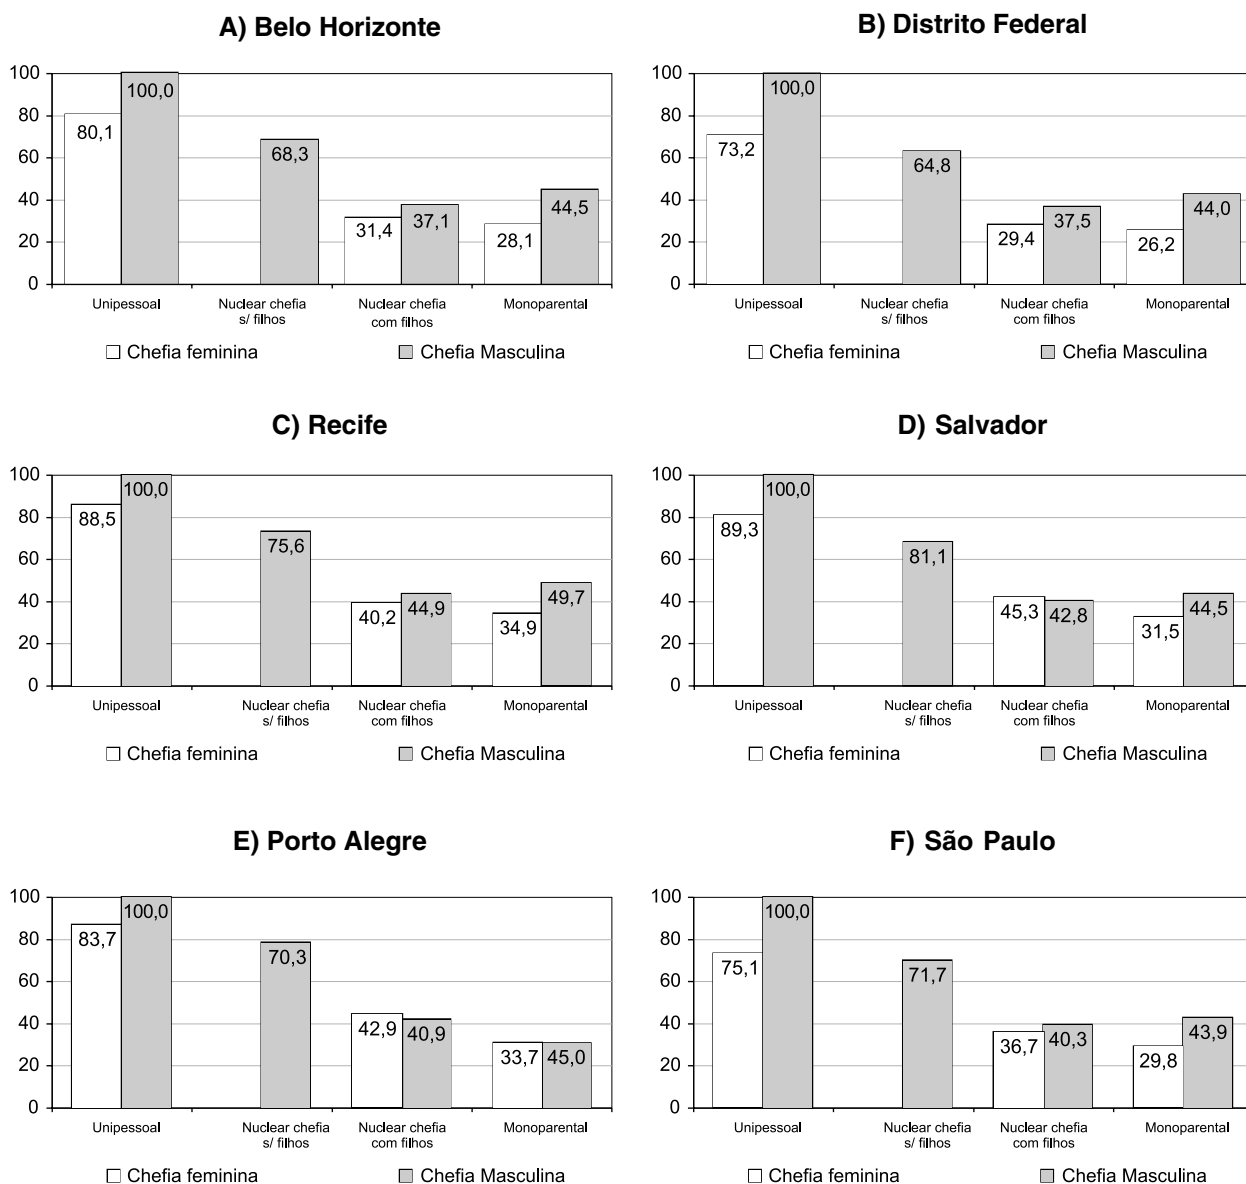 A) Belo Horizonte
100
80
60
40
20
0
80,1
100,0
68,3
31,4
37,1
28,1
44,5
Unipessoal
Nuclear chefia
s/ filhos
Nuclear chefia
com filhos
Monoparental
Chefia feminina
Chefia Masculina
B) Distrito Federal
100
80
60
40
20
0
73,2
100,0
64,8
29,4
37,5
26,2
44,0
Unipessoal
Nuclear chefia
s/ filhos
Nuclear chefia
com filhos
Monoparental
Chefia feminina
Chefia Masculina
C) Recife
100
80
60
40
20
0
88,5
100,0
75,6
40,2
44,9
34,9
49,7
Unipessoal
Nuclear chefia
s/ filhos
Nuclear chefia
com filhos
Monoparental
Chefia feminina
Chefia Masculina
D) Salvador
100
80
60
40
20
0
89,3
100,0
81,1
45,3
42,8
31,5
44,5
Unipessoal
Nuclear chefia
s/ filhos
Nuclear chefia
com filhos
Monoparental
Chefia feminina
Chefia Masculina
E) Porto Alegre
100
80
60
40
20
0
83,7
100,0
70,3
42,9
40,9
33,7
45,0
Unipessoal
Nuclear chefia
s/ filhos
Nuclear chefia
com filhos
Monoparental
Chefia feminina
Chefia Masculina
F) São Paulo
100
80
60
40
20
0
75,1
100,0
71,7
36,7
40,3
29,8
43,9
Unipessoal
Nuclear chefia
s/ filhos
Nuclear chefia
com filhos
Monoparental
Chefia feminina
Chefia Masculina